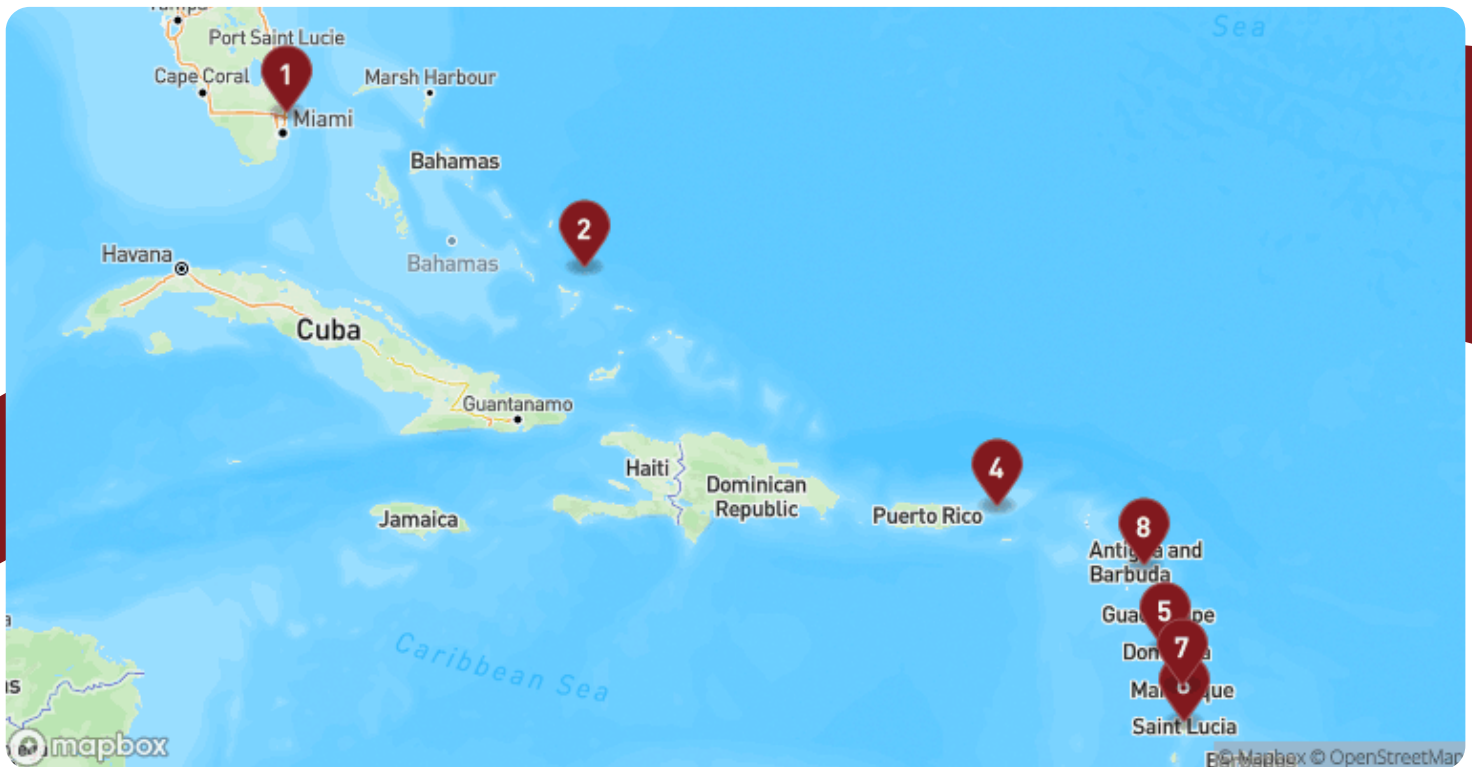 Sea
Port Saint Lucie
Cape Coral
1
Marsh Harbour
Miami
Bahamas
2
Havana
Bahamas
Cuba
Guantanamo
4
Haiti
Dominican
Republic
Puerto Rico
Jamaica
8
Antigua and
Barbuda
5
7
Caribbean Sea
Saint Lucia
mapbox
© Mapbox © OpenStreetMap